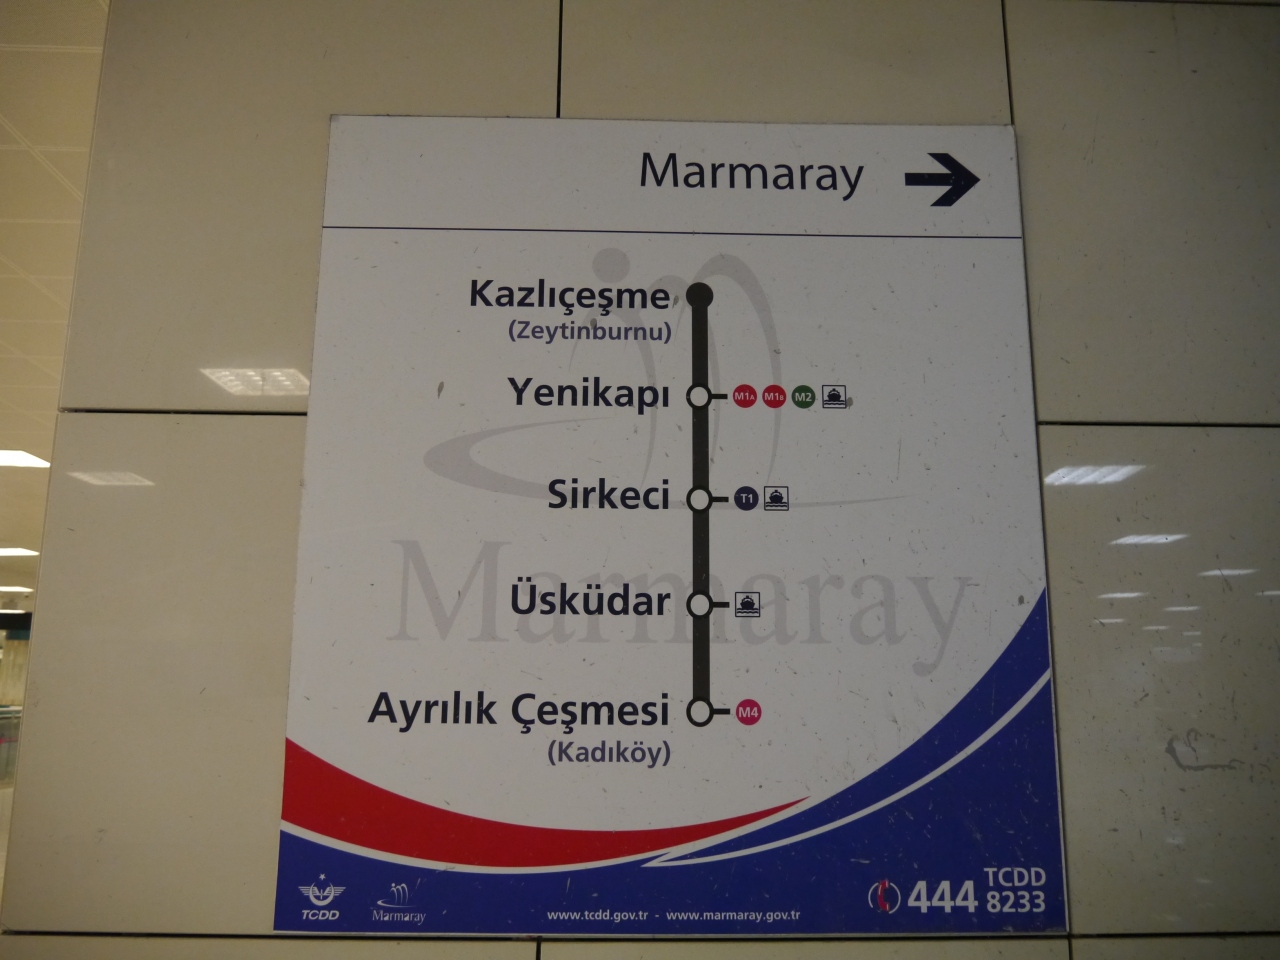 Marmaray
Kazlıçeşme
(Zeytinburnu)
Yenikapı M1A M1B M2
Sirkeci T1
Üsküdar
Marmaray
Ayrılık Çeşmesi M4
(Kadıköy)
TCDD
Marmaray
www.tcdd.gov.tr - www.marmaray.gov.tr
444 TCDD
8233